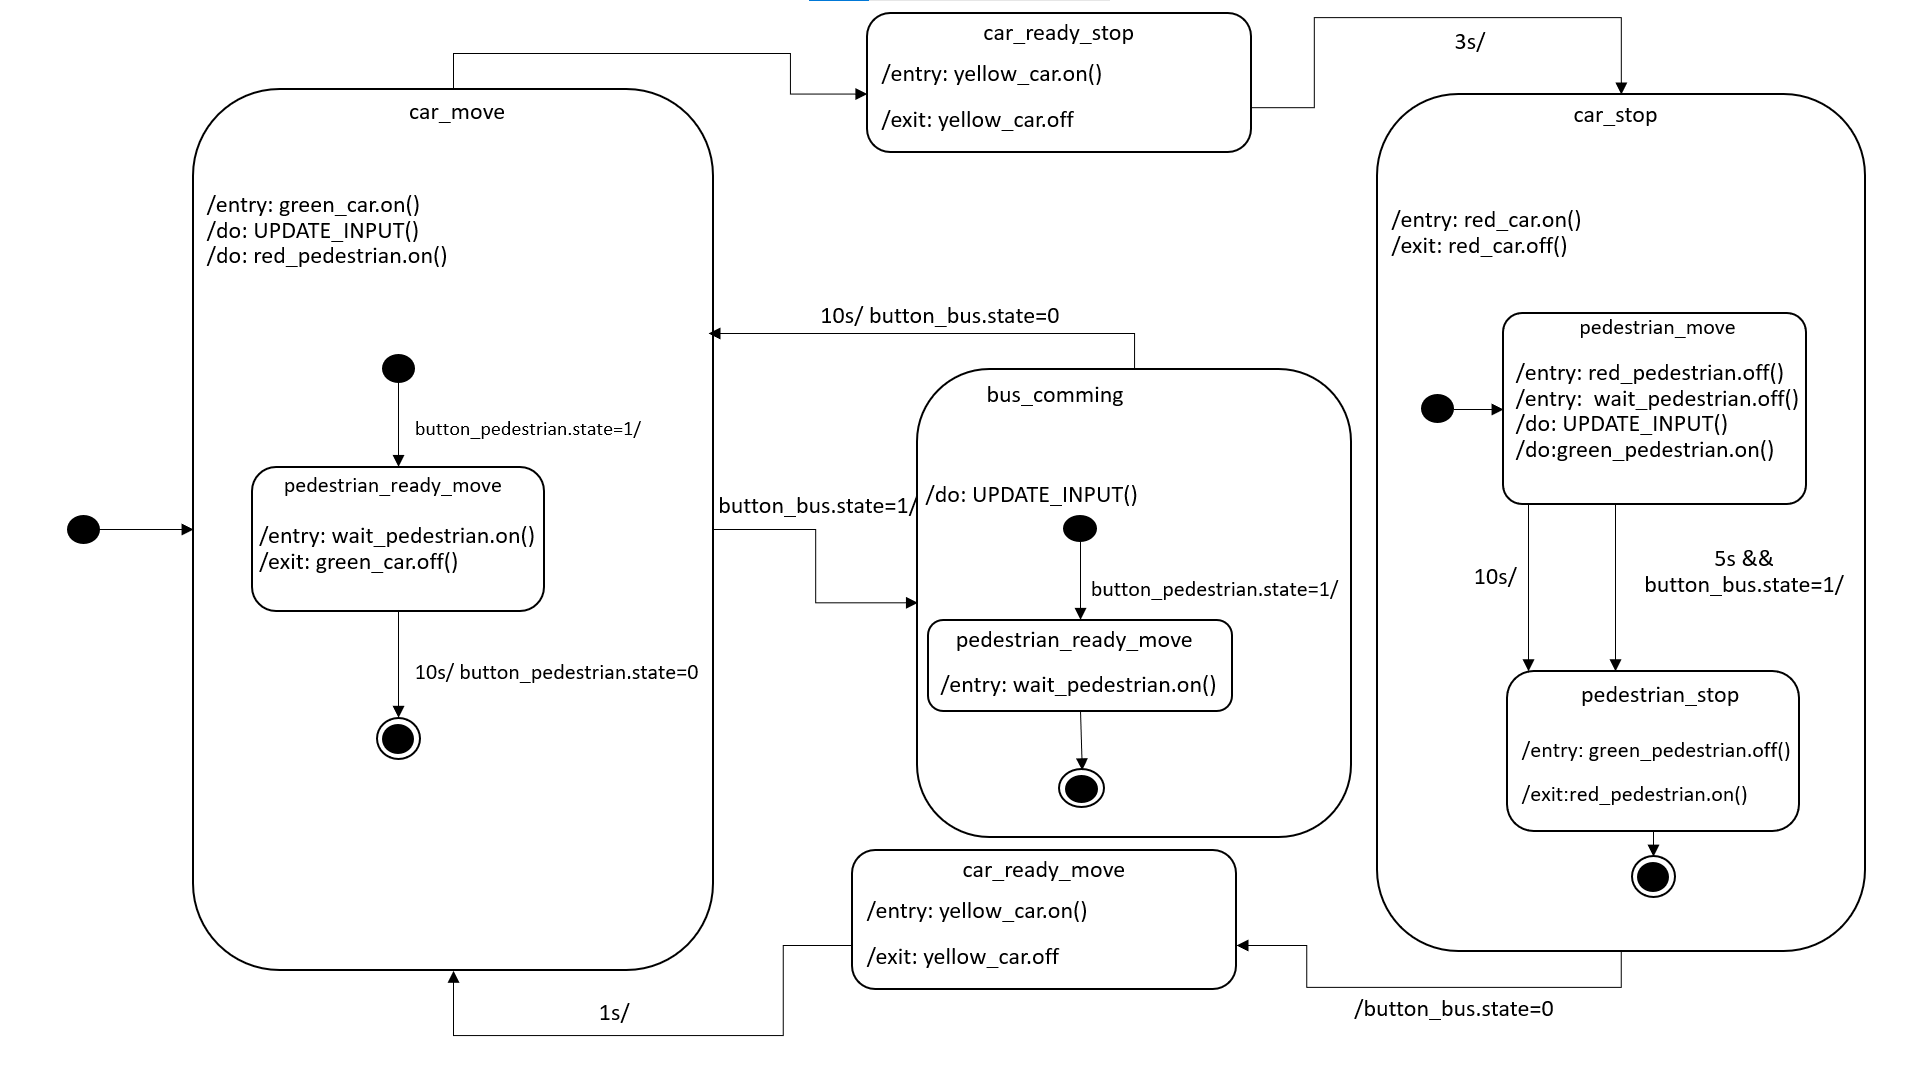 car_ready_stop
/entry: yellow_car.on()
/exit: yellow_car.off
3s/
car_move
/entry: green_car.on()
/do: UPDATE_INPUT()
/do: red_pedestrian.on()
button_pedestrian.state=1/
pedestrian_ready_move
/entry: wait_pedestrian.on()
/exit: green_car.off()
10s/ button_pedestrian.state=0
10s/ button_bus.state=0
button_bus.state=1/
bus_comming
/do: UPDATE_INPUT()
button_pedestrian.state=1/
pedestrian_ready_move
/entry: wait_pedestrian.on()
car_stop
/entry: red_car.on()
/exit: red_car.off()
pedestrian_move
/entry: red_pedestrian.off()
/entry:  wait_pedestrian.off()
/do: UPDATE_INPUT()
/do:green_pedestrian.on()
10s/
5s &&
button_bus.state=1/
pedestrian_stop
/entry: green_pedestrian.off()
/exit:red_pedestrian.on()
car_ready_move
/entry: yellow_car.on()
/exit: yellow_car.off
1s/
/button_bus.state=0